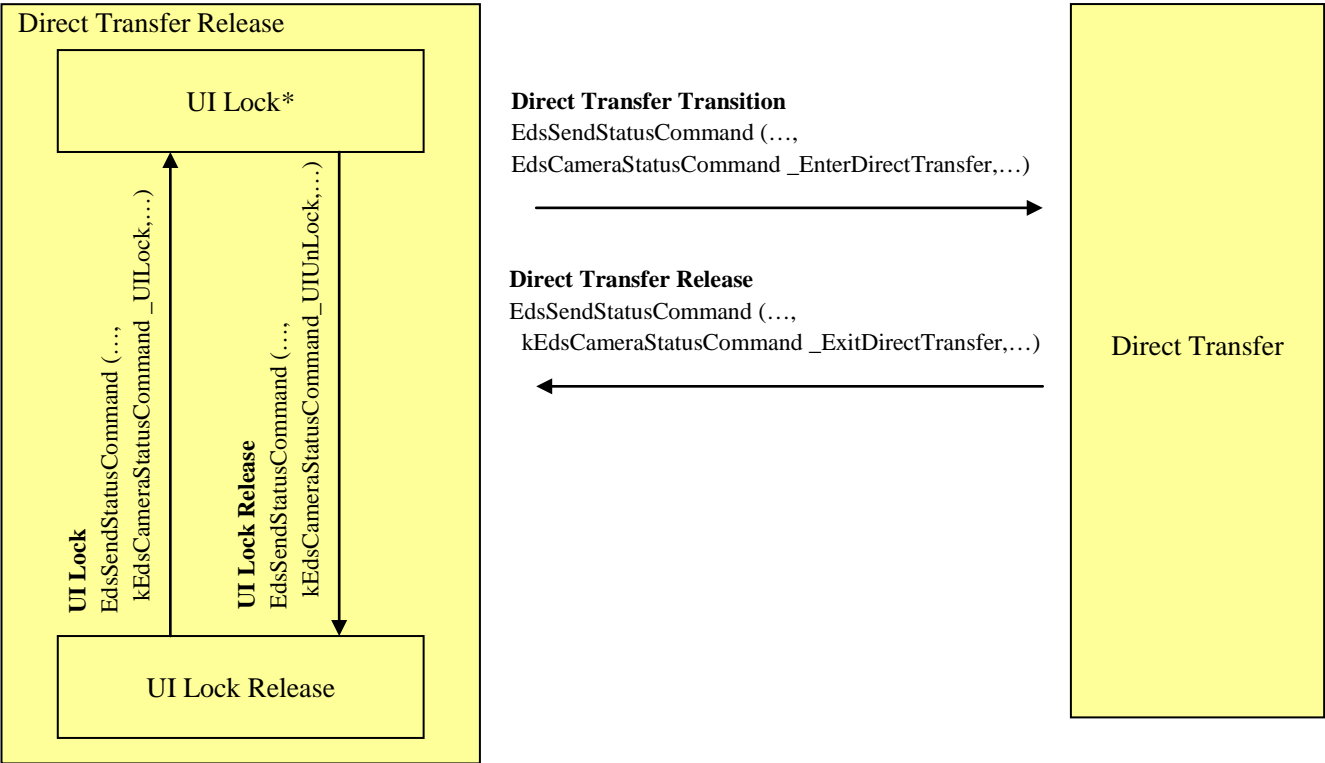 Direct Transfer Release
UI Lock*
UI Lock
EdsSendStatusCommand (…,
kEdsCameraStatusCommand _UILock,…)
UI Lock Release
EdsSendStatusCommand (…,
kEdsCameraStatusCommand_UIUnLock,…)
UI Lock Release
Direct Transfer Transition
EdsSendStatusCommand (…,
EdsCameraStatusCommand _EnterDirectTransfer,…)
Direct Transfer Release
EdsSendStatusCommand (…,
kEdsCameraStatusCommand _ExitDirectTransfer,…)
Direct Transfer